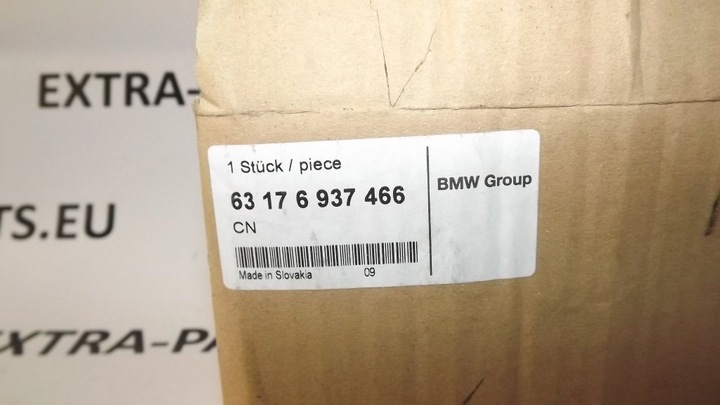 EXTRA-
TS.EU
EXTRA-PA
1 Stück / piece
63 17 6 937 466
CN
Made in Slovakia 09
BMW Group